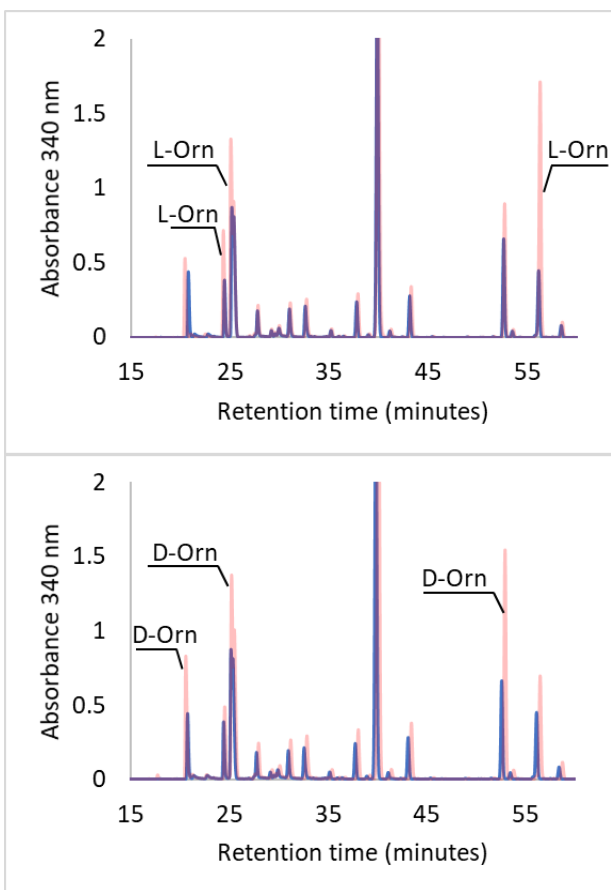 Absorbance 340 nm
2
1.5
1
0.5
0
L-Orn
L-Orn
L-Orn
15 25 35 45 55
Retention time (minutes)
Absorbance 340 nm
2
1.5
1
0.5
0
D-Orn
D-Orn
D-Orn
15 25 35 45 55
Retention time (minutes)